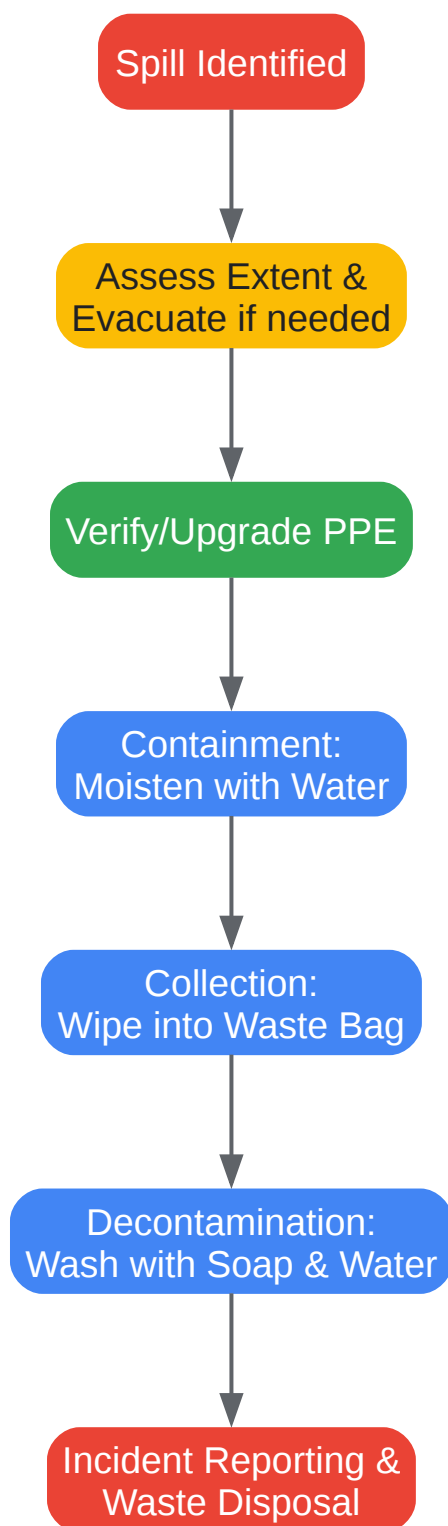 Spill Identified
Assess Extent &
Evacuate if needed
Verify/Upgrade PPE
Containment:
Moisten with Water
Collection:
Wipe into Waste Bag
Decontamination:
Wash with Soap & Water
Incident Reporting &
Waste Disposal